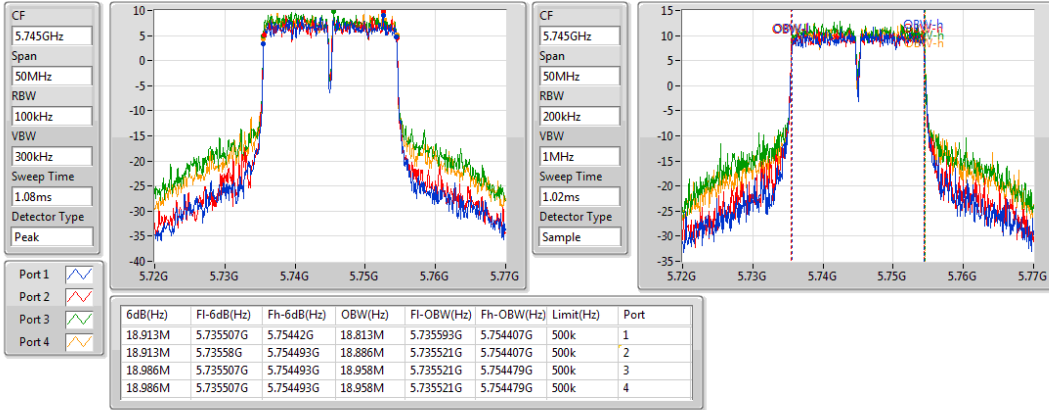 CF
5.745GHz
Span
50MHz
RBW
100kHz
VBW
300kHz
Sweep Time
1.08ms
Detector Type
Peak
10
5
0
-5
-10
-15
-20
-25
-30
-35
-40
5.72G 5.73G 5.74G 5.75G 5.76G 5.77G
CF
5.745GHz
Span
50MHz
RBW
200kHz
VBW
1MHz
Sweep Time
1.02ms
Detector Type
Sample
15
10
5
0
-5
-10
-15
-20
-25
-30
-35
OBW-h
OBW-h
OBW-h
5.72G 5.73G 5.74G 5.75G 5.76G 5.77G
Port 1
Port 2
Port 3
Port 4
6dB(Hz) Fl-6dB(Hz) Fh-6dB(Hz) OBW(Hz) Fl-OBW(Hz) Fh-OBW(Hz) Limit(Hz) Port
18.913M 5.735507G 5.75442G 18.813M 5.735593G 5.754407G 500k 1
18.913M 5.73558G 5.754493G 18.886M 5.735521G 5.754407G 500k 2
18.986M 5.735507G 5.754493G 18.958M 5.735521G 5.754479G 500k 3
18.986M 5.735507G 5.754493G 18.958M 5.735521G 5.754479G 500k 4